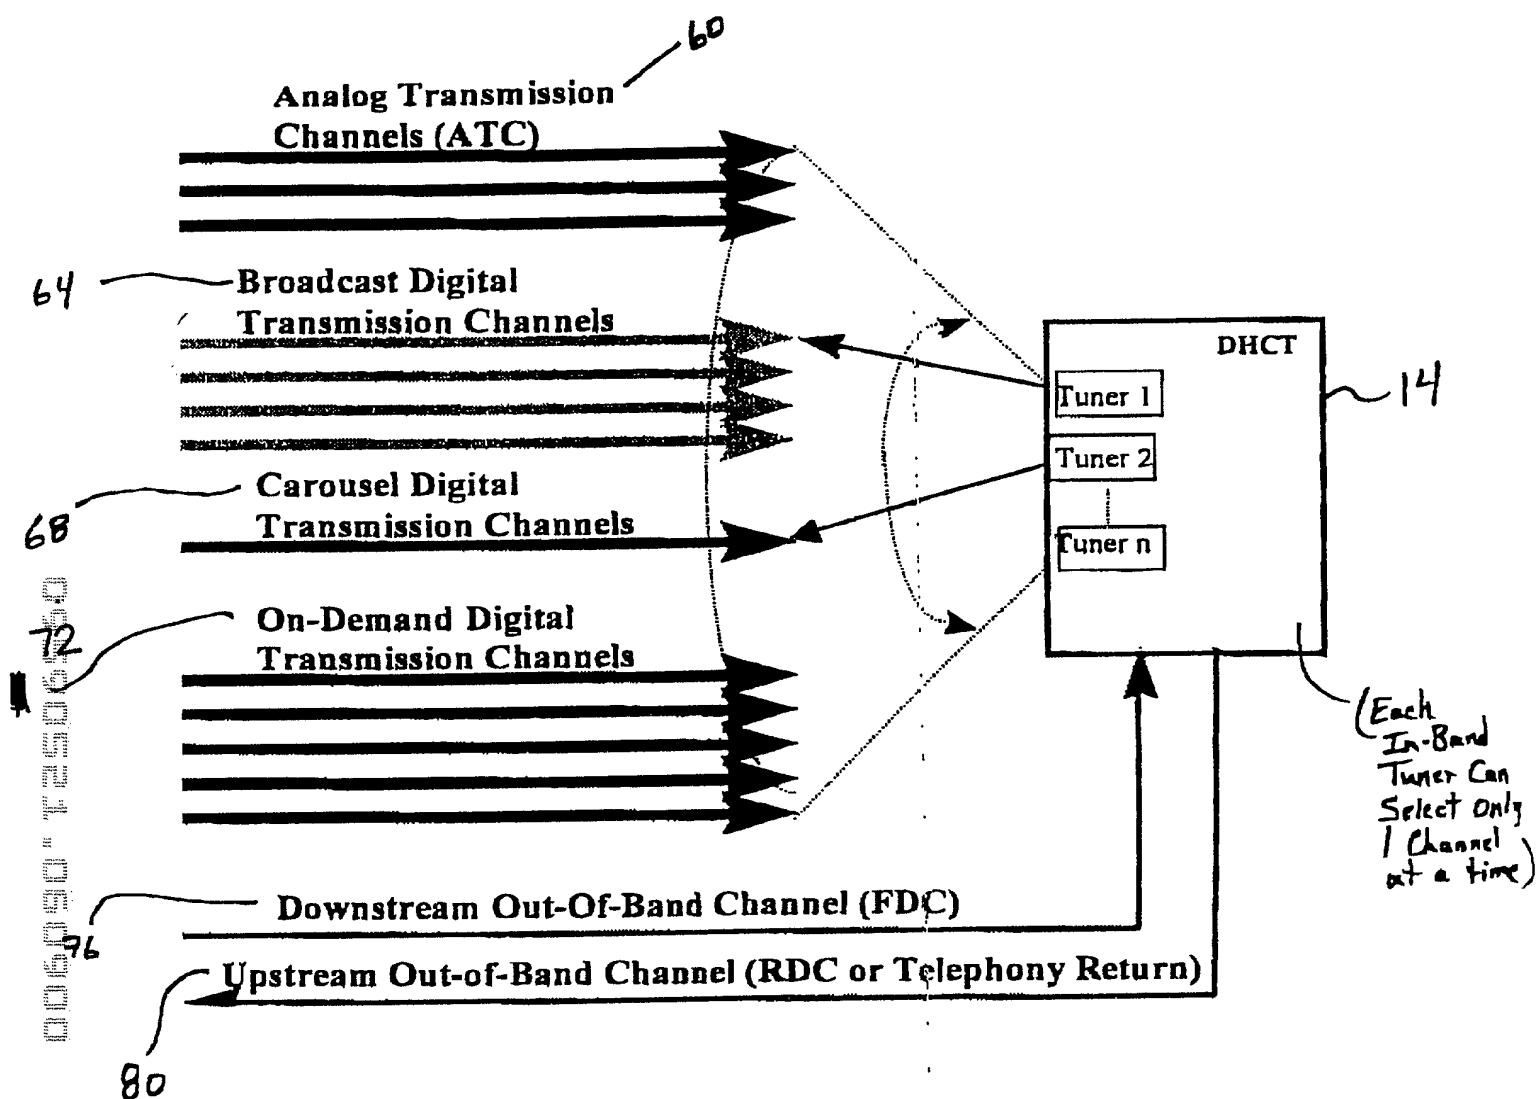 60
Analog Transmission
Channels (ATC)
64
Broadcast Digital
Transmission Channels
DHCT
Tuner 1
14
Tuner 2
Carousel Digital
Transmission Channels
68
Tuner n
On-Demand Digital
Transmission Channels
72
(Each
In-Band
Tuner Can
Select Only
1 Channel
at a time)
Downstream Out-Of-Band Channel (FDC)
76
Upstream Out-of-Band Channel (RDC or Telephony Return)
80